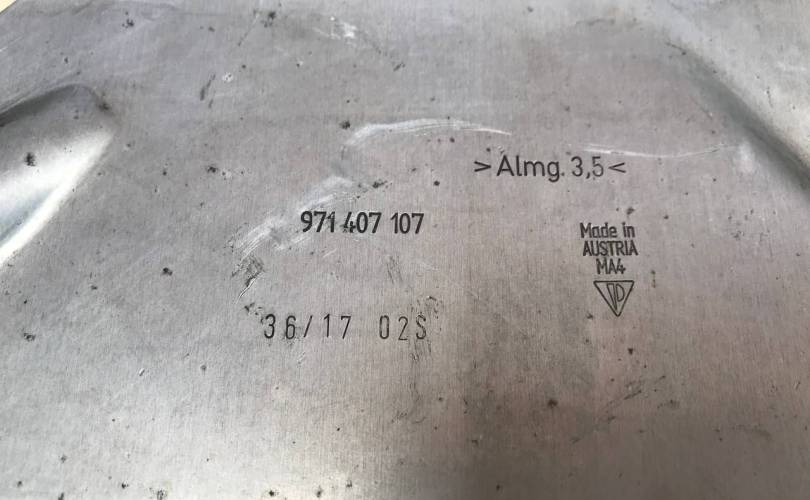 >Almg. 3,5<
971 407 107
Made in
AUSTRIA
MA4
36/17 02S